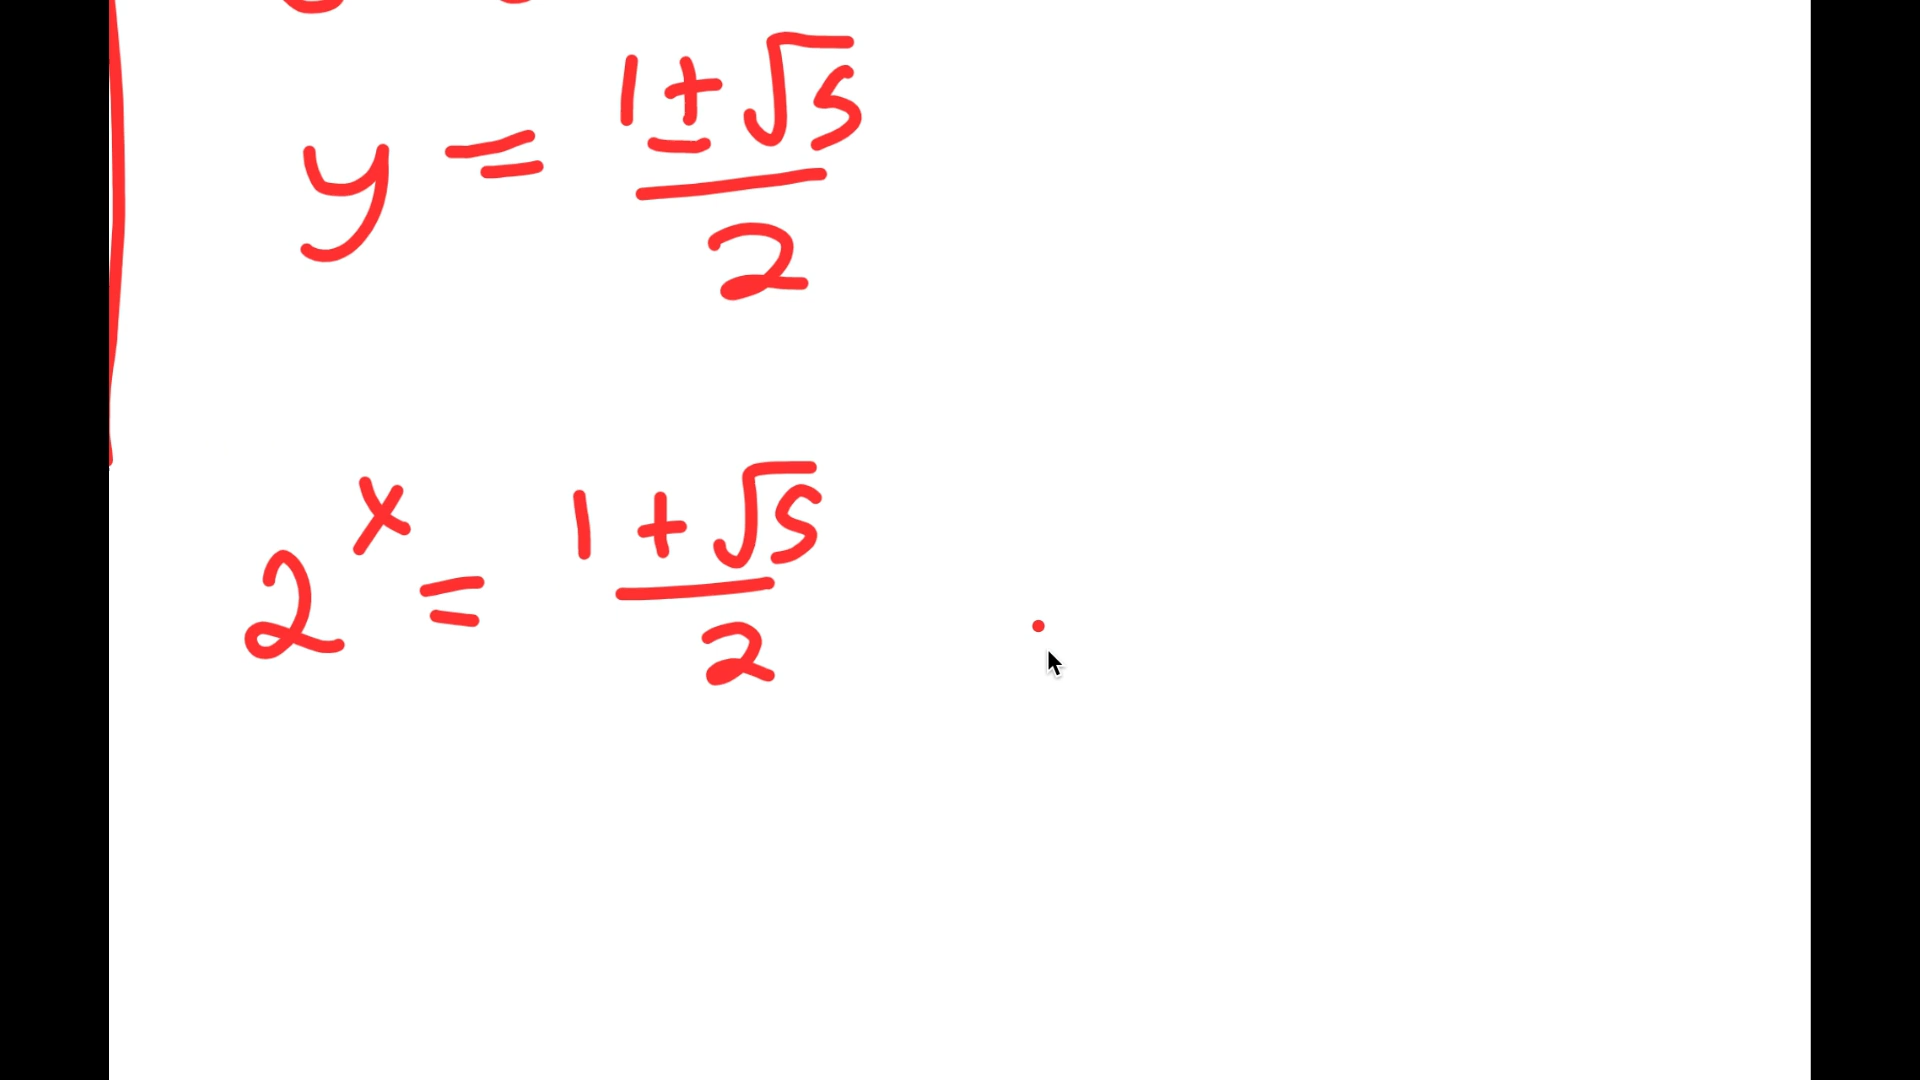 y = (1 ± √5) / 2
2^x = (1 + √5) / 2